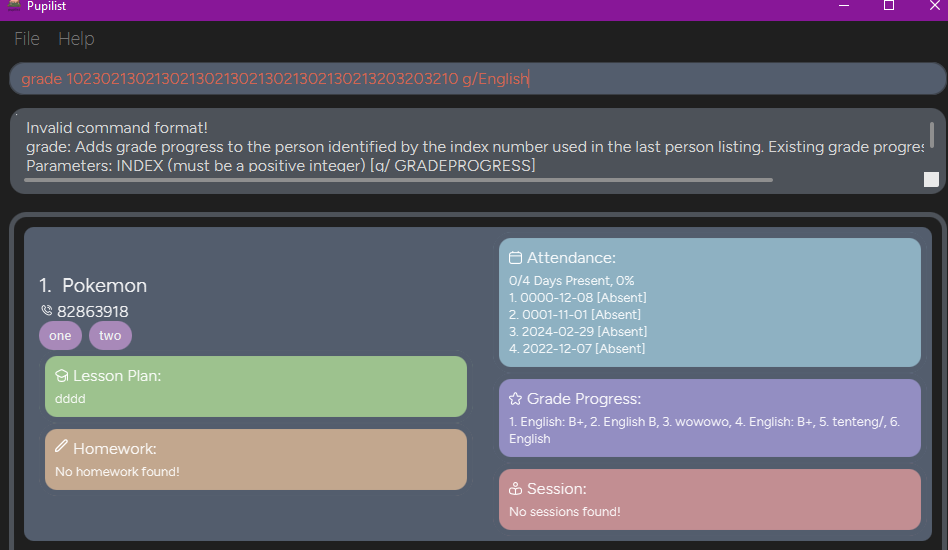 Pupilist
File Help
grade 10230213021302130213021302130213021320320​3210 g/English
Invalid command format!
grade: Adds grade progress to the person identified by the index number used in the last person listing. Existing grade progres
Parameters: INDEX (must be a positive integer) [g/ GRADEPROGRESS]
1. Pokemon
82863918
one two
Lesson Plan:
dddd
Homework:
No homework found!
Attendance:
0/4 Days Present, 0%
1. 0000-12-08 [Absent]
2. 0001-11-01 [Absent]
3. 2024-02-29 [Absent]
4. 2022-12-07 [Absent]
Grade Progress:
1. English: B+, 2. English B, 3. wowowo, 4. English: B+, 5. tenteng/, 6.
English
Session:
No sessions found!